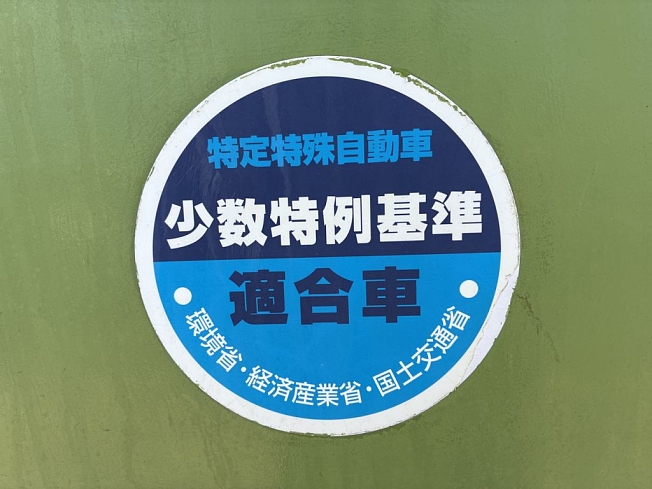 特定特殊自動車
少数特例基準
適合車
環境省・経済産業省・国土交通省